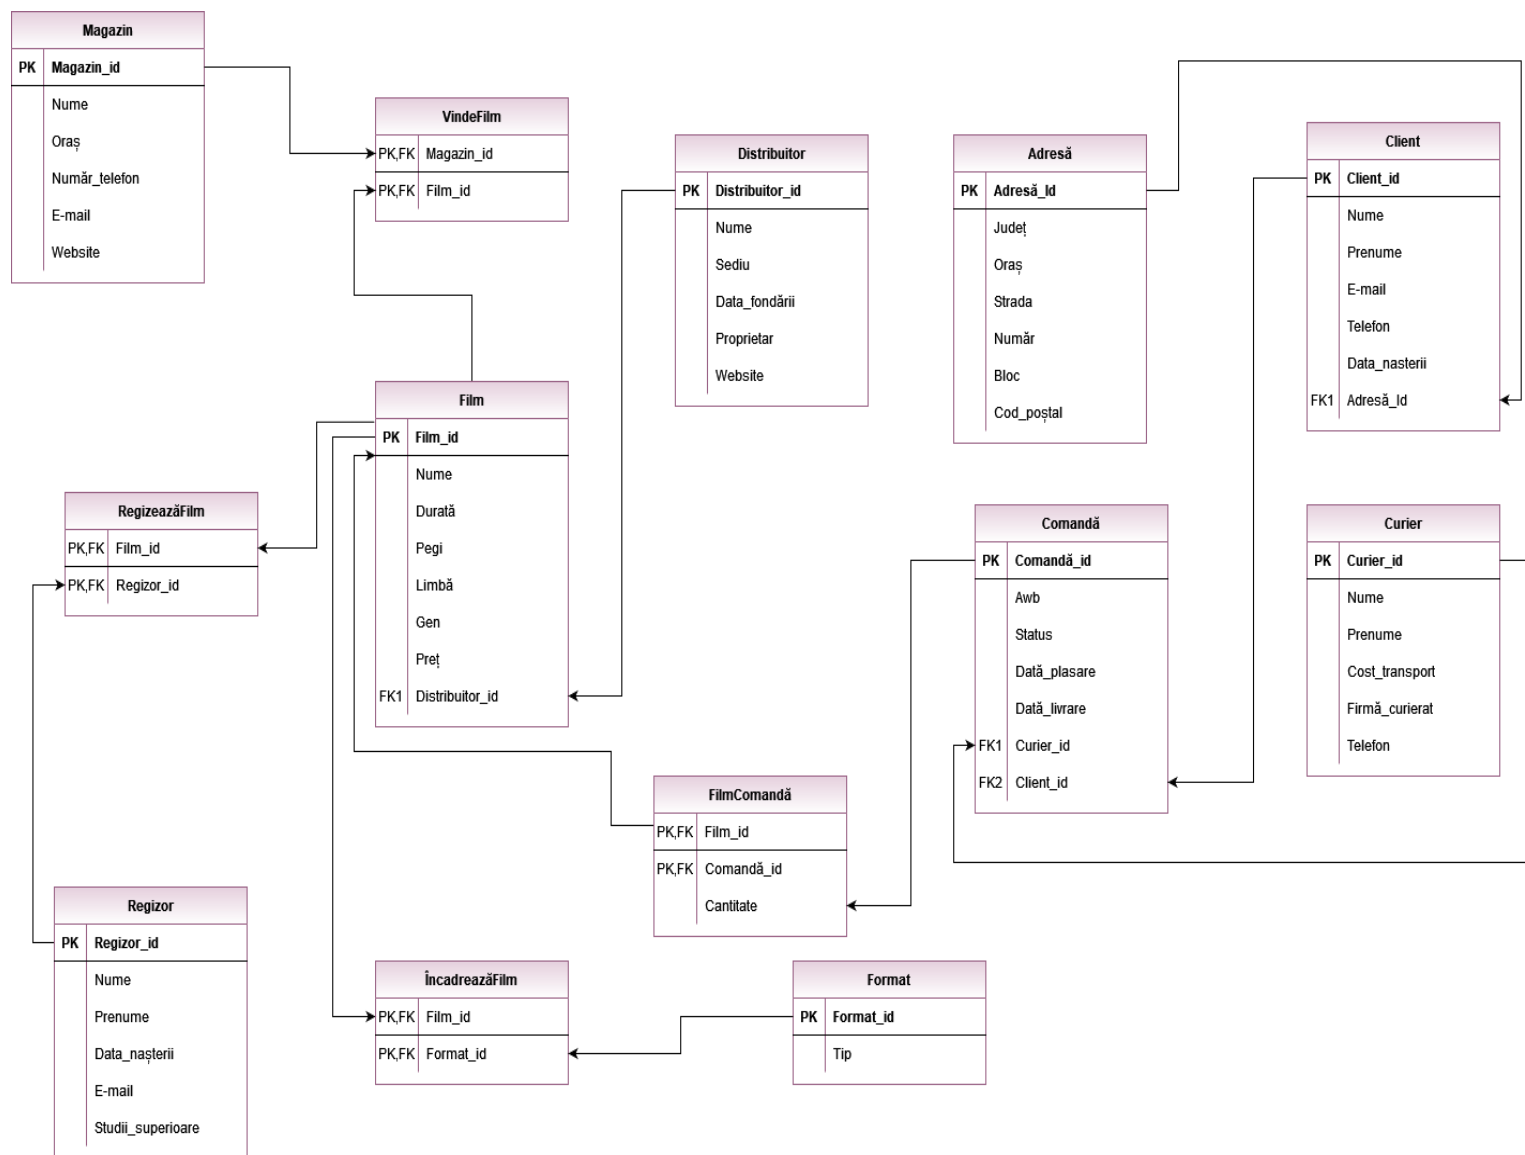 Magazin
PK Magazin_id
Nume
Oraș
Număr_telefon
E-mail
Website
VindeFilm
PK,FK Magazin_id
PK,FK Film_id
Distribuitor
PK Distribuitor_id
Nume
Sediu
Data_fondării
Proprietar
Website
Adresă
PK Adresă_Id
Județ
Oraș
Strada
Număr
Bloc
Cod_poștal
Client
PK Client_id
Nume
Prenume
E-mail
Telefon
Data_nasterii
FK1 Adresă_Id
Film
PK Film_id
Nume
Durată
Pegi
Limbă
Gen
Preț
FK1 Distribuitor_id
RegizeazăFilm
PK,FK Film_id
PK,FK Regizor_id
Comandă
PK Comandă_id
Awb
Status
Dată_plasare
Dată_livrare
FK1 Curier_id
FK2 Client_id
Curier
PK Curier_id
Nume
Prenume
Cost_transport
Firmă_curierat
Telefon
FilmComandă
PK,FK Film_id
PK,FK Comandă_id
Cantitate
Regizor
PK Regizor_id
Nume
Prenume
Data_nașterii
E-mail
Studii_superioare
ÎncadreazăFilm
PK,FK Film_id
PK,FK Format_id
Format
PK Format_id
Tip